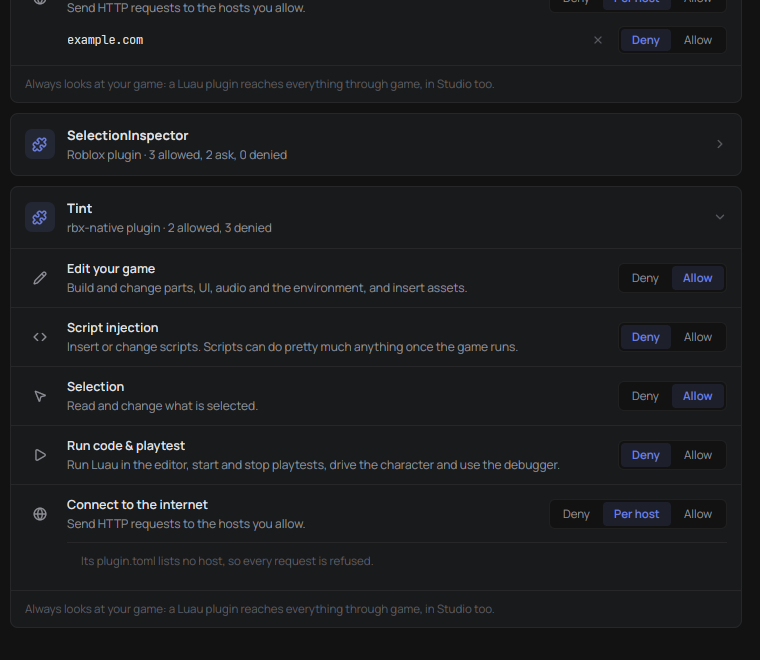 Deny Per host Allow
Send HTTP requests to the hosts you allow.
example.com
Deny Allow
Always looks at your game: a Luau plugin reaches everything through game, in Studio too.
SelectionInspector
Roblox plugin · 3 allowed, 2 ask, 0 denied
Tint
rbx-native plugin · 2 allowed, 3 denied
Edit your game
Build and change parts, UI, audio and the environment, and insert assets.
Deny Allow
Script injection
Insert or change scripts. Scripts can do pretty much anything once the game runs.
Deny Allow
Selection
Read and change what is selected.
Deny Allow
Run code & playtest
Run Luau in the editor, start and stop playtests, drive the character and use the debugger.
Deny Allow
Connect to the internet
Send HTTP requests to the hosts you allow.
Deny Per host Allow
Its plugin.toml lists no host, so every request is refused.
Always looks at your game: a Luau plugin reaches everything through game, in Studio too.